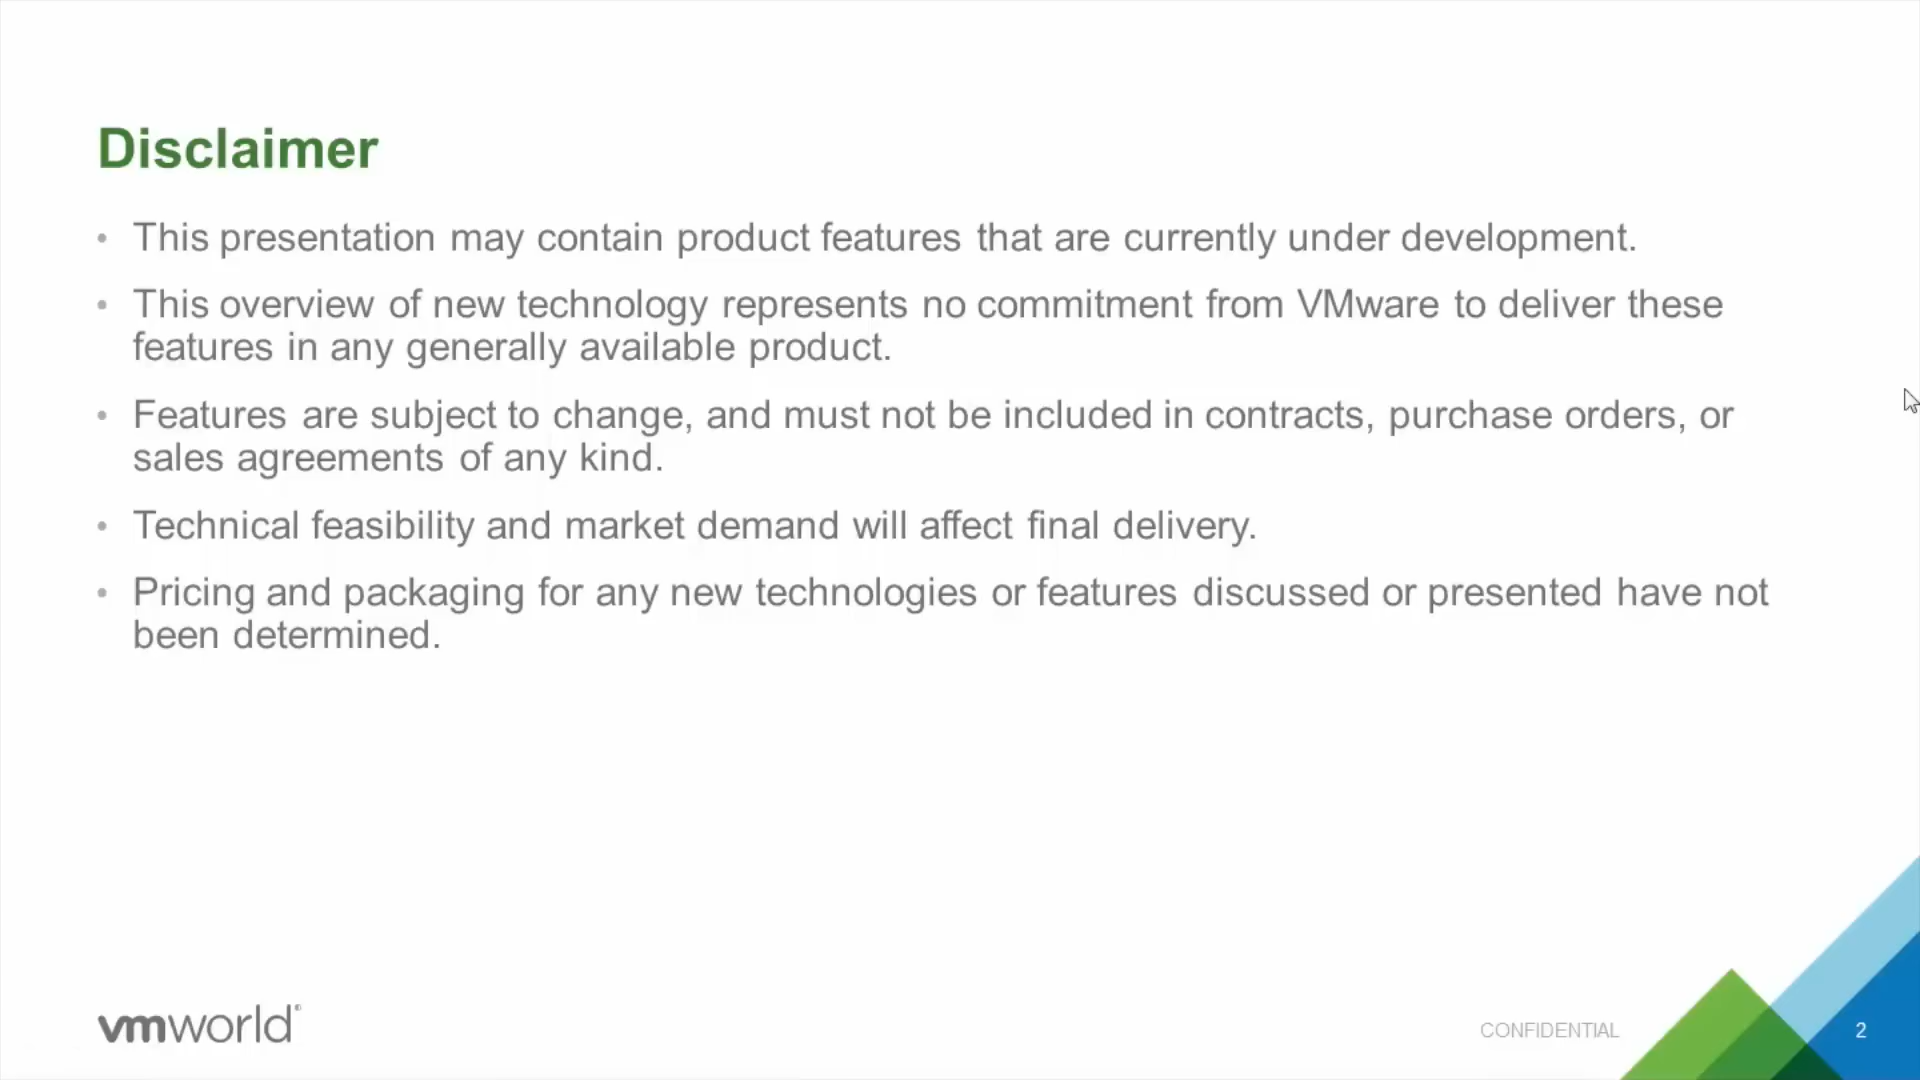 Disclaimer
• This presentation may contain product features that are currently under development.
• This overview of new technology represents no commitment from VMware to deliver these
features in any generally available product.
• Features are subject to change, and must not be included in contracts, purchase orders, or
sales agreements of any kind.
• Technical feasibility and market demand will affect final delivery.
• Pricing and packaging for any new technologies or features discussed or presented have not
been determined.
vmworld®
CONFIDENTIAL
2